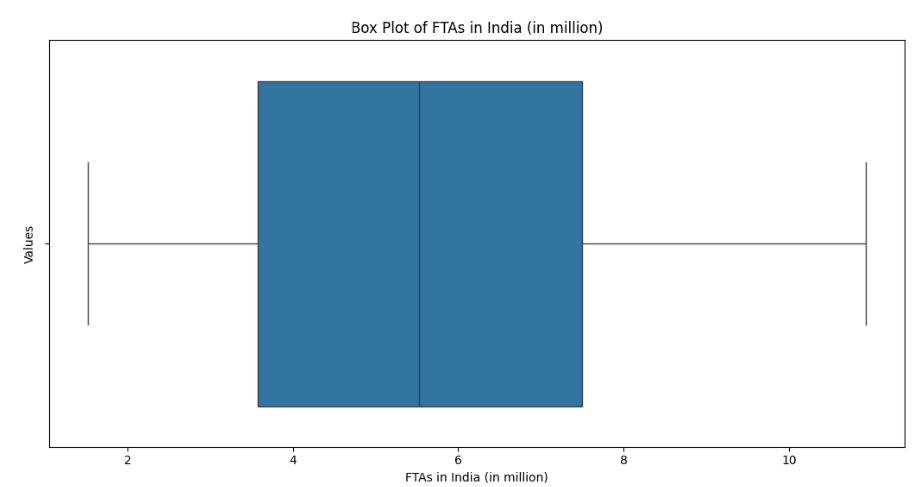 Box Plot of FTAs in India (in million)
Values
2 4 6 8 10
FTAs in India (in million)